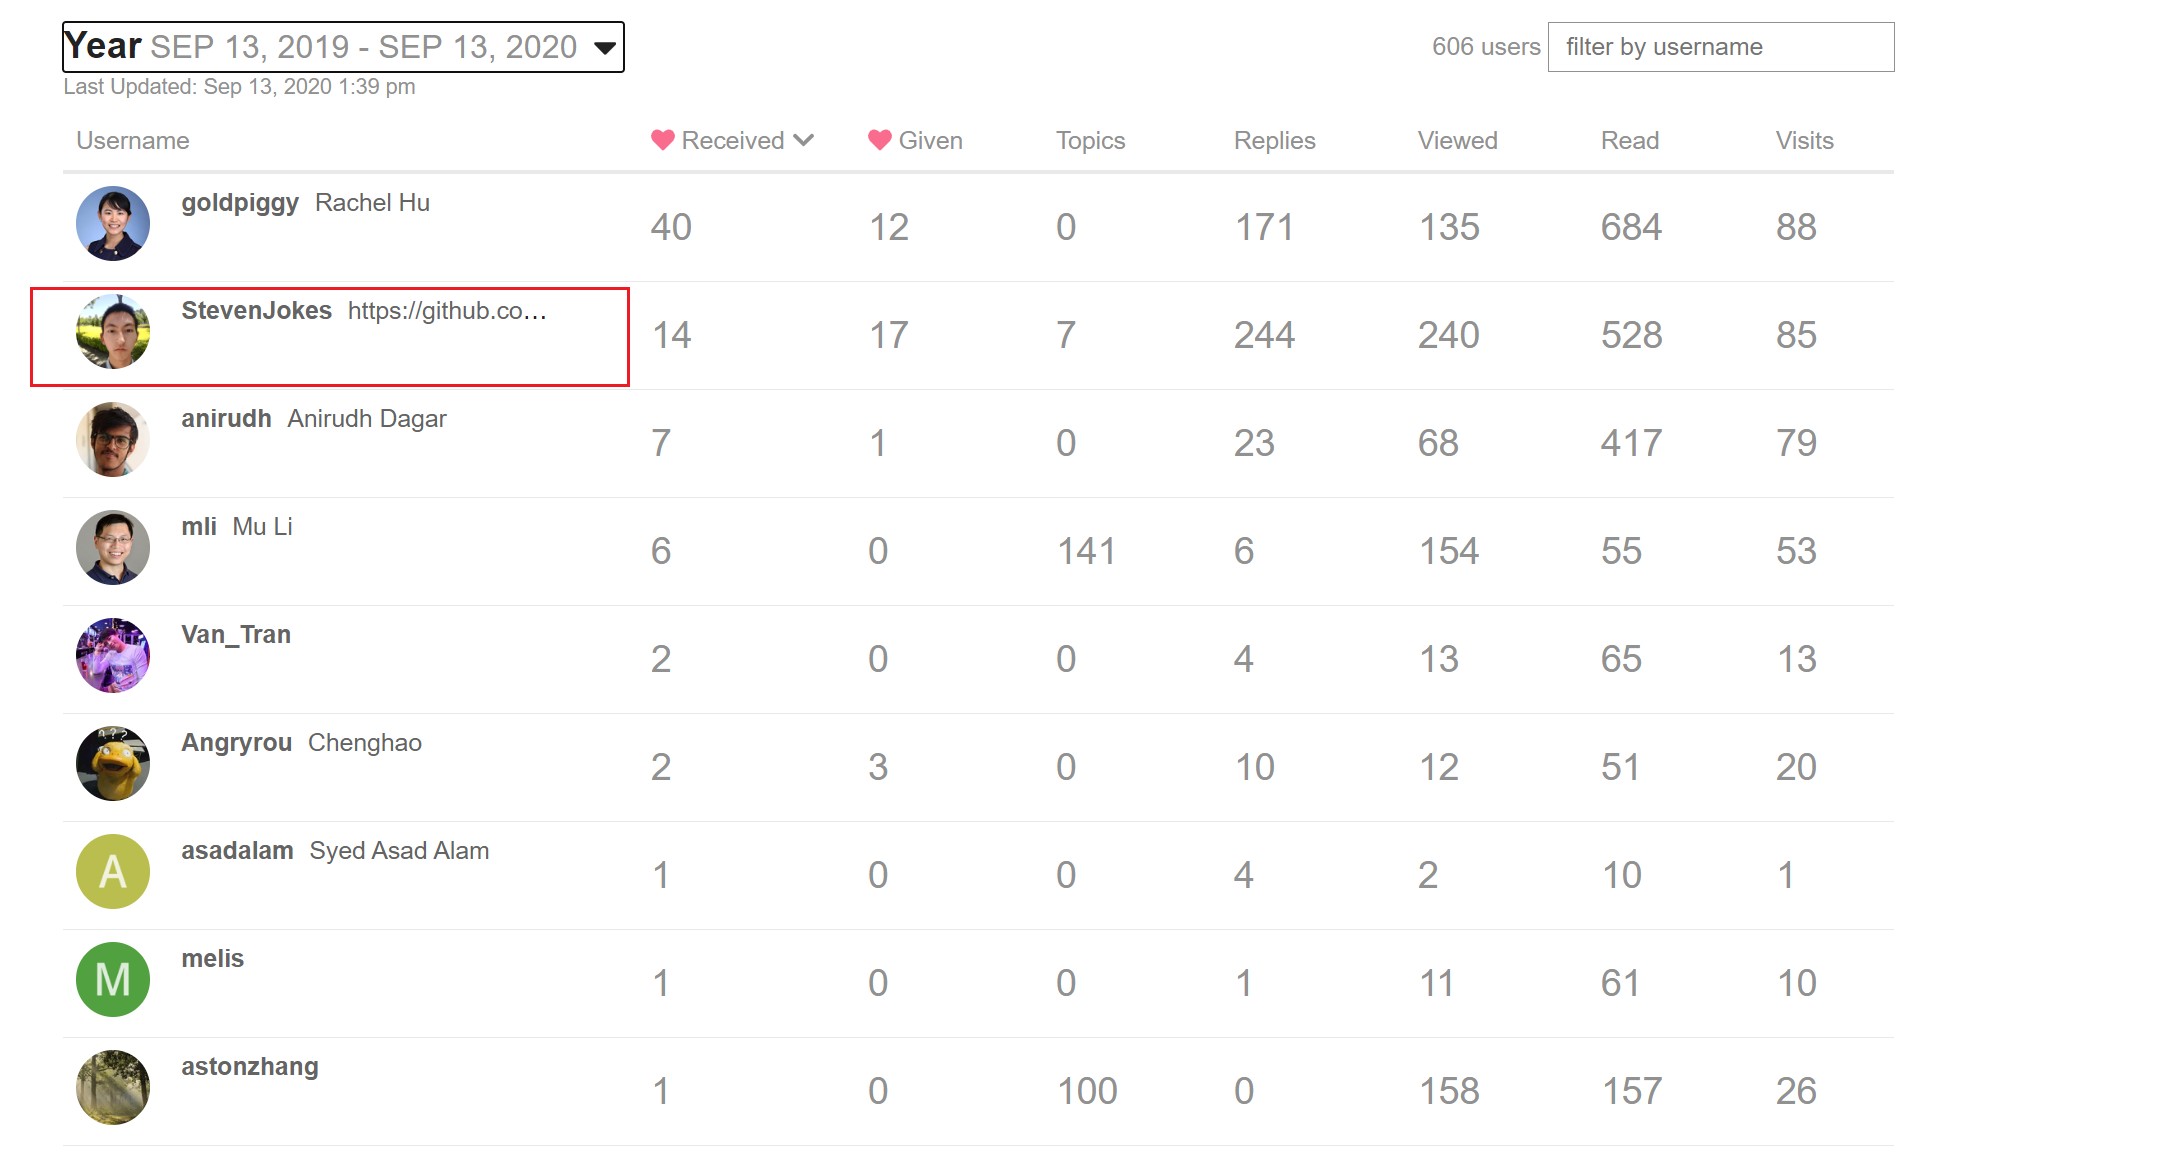 Year SEP 13, 2019 - SEP 13, 2020
606 users filter by username
Last Updated: Sep 13, 2020 1:39 pm
Username Received Given Topics Replies Viewed Read Visits
goldpiggy Rachel Hu 40 12 0 171 135 684 88
StevenJokes https://github.co... 14 17 7 244 240 528 85
anirudh Anirudh Dagar 7 1 0 23 68 417 79
mli Mu Li 6 0 141 6 154 55 53
Van_Tran 2 0 0 4 13 65 13
???
Angryrou Chenghao 2 3 0 10 12 51 20
A asadalam Syed Asad Alam 1 0 0 4 2 10 1
M melis 1 0 0 1 11 61 10
astonzhang 1 0 100 0 158 157 26